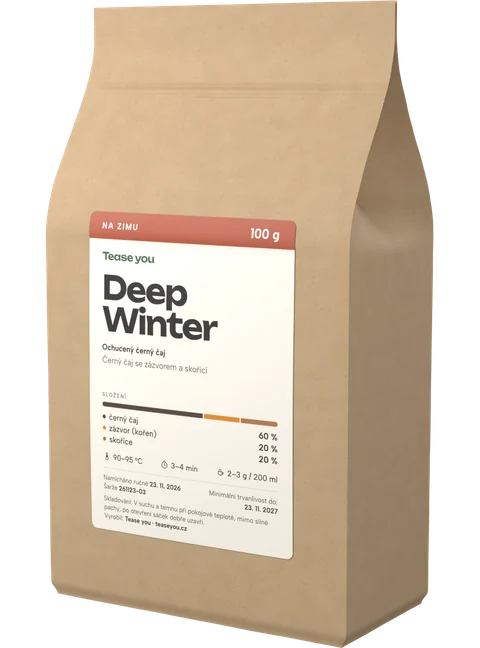 NA ZIMU 100 g
Tease you
Deep
Winter
Ochucený černý čaj
Černý čaj se zázvorem a skořicí
SLOŽENÍ
černý čaj 60 %
zázvor (kořen) 20 %
skořice 20 %
90–95 °C 3–4 min 2–3 g / 200 ml
Namícháno ručně 23. 11. 2026
Šarže 261123-03
Minimální trvanlivost do:
23. 11. 2027
Skladování: V suchu a temnu při pokojové teplotě, mimo silné
pachy, po otevření sáček dobře uzavři.
Vyrobil: Tease you · teaseyou.cz